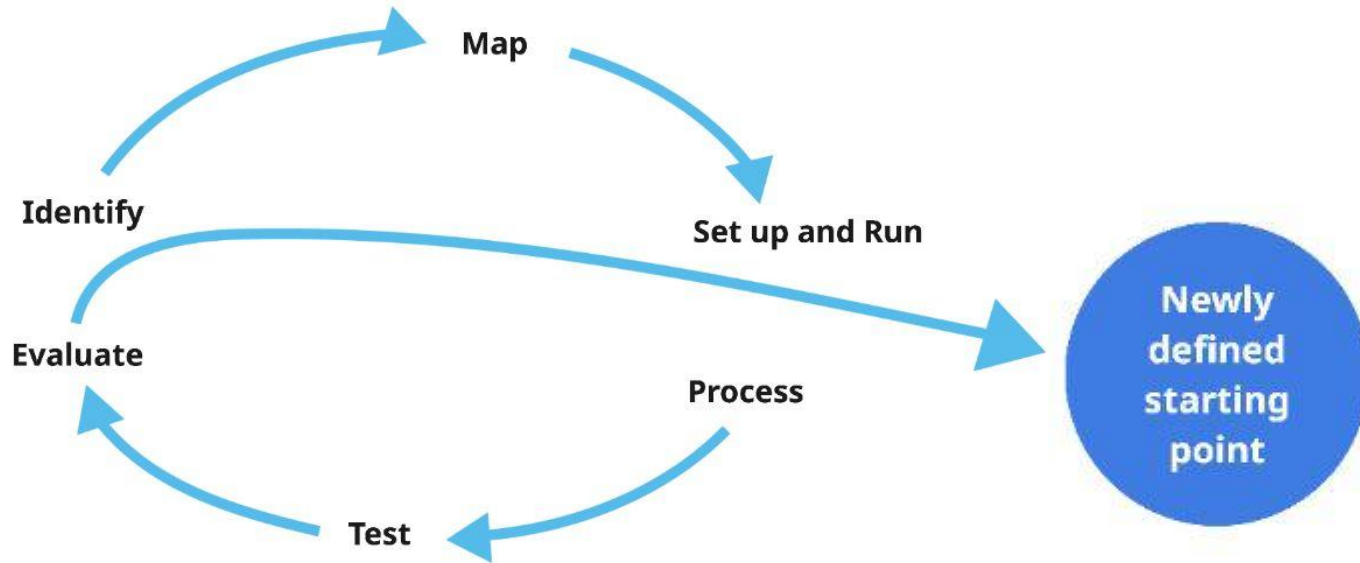 Map
Identify
Set up and Run
Newly
defined
starting
point
Evaluate
Process
Test